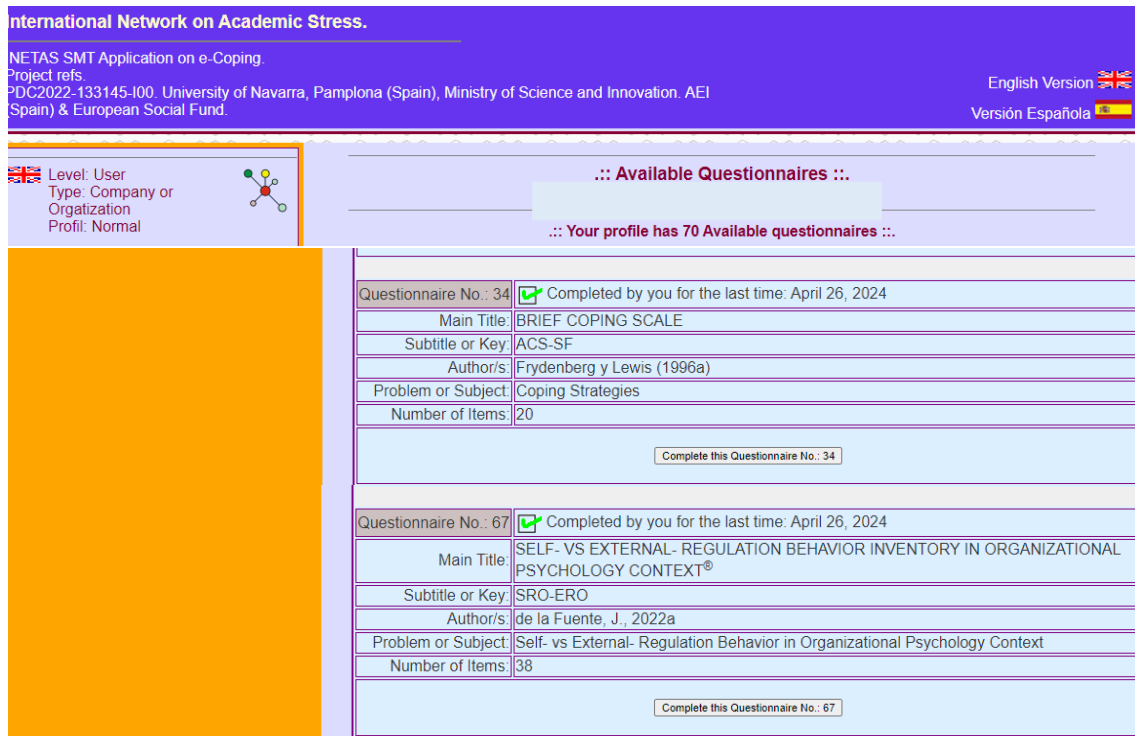 International Network on Academic Stress.
NETAS SMT Application on e-Coping.
Project refs.
PDC2022-133145-I00. University of Navarra, Pamplona (Spain), Ministry of Science and Innovation. AEI
(Spain) & European Social Fund.
English Version
Versión Española
Level: User
Type: Company or
Orgatization
Profil: Normal
.:: Available Questionnaires ::.
.:: Your profile has 70 Available questionnaires ::.
Questionnaire No.: 34 Completed by you for the last time: April 26, 2024
Main Title: BRIEF COPING SCALE
Subtitle or Key: ACS-SF
Author/s: Frydenberg y Lewis (1996a)
Problem or Subject: Coping Strategies
Number of Items: 20
Complete this Questionnaire No.: 34
Questionnaire No.: 67 Completed by you for the last time: April 26, 2024
Main Title: SELF- VS EXTERNAL- REGULATION BEHAVIOR INVENTORY IN ORGANIZATIONAL
PSYCHOLOGY CONTEXT®
Subtitle or Key: SRO-ERO
Author/s: de la Fuente, J., 2022a
Problem or Subject: Self- vs External- Regulation Behavior in Organizational Psychology Context
Number of Items: 38
Complete this Questionnaire No.: 67